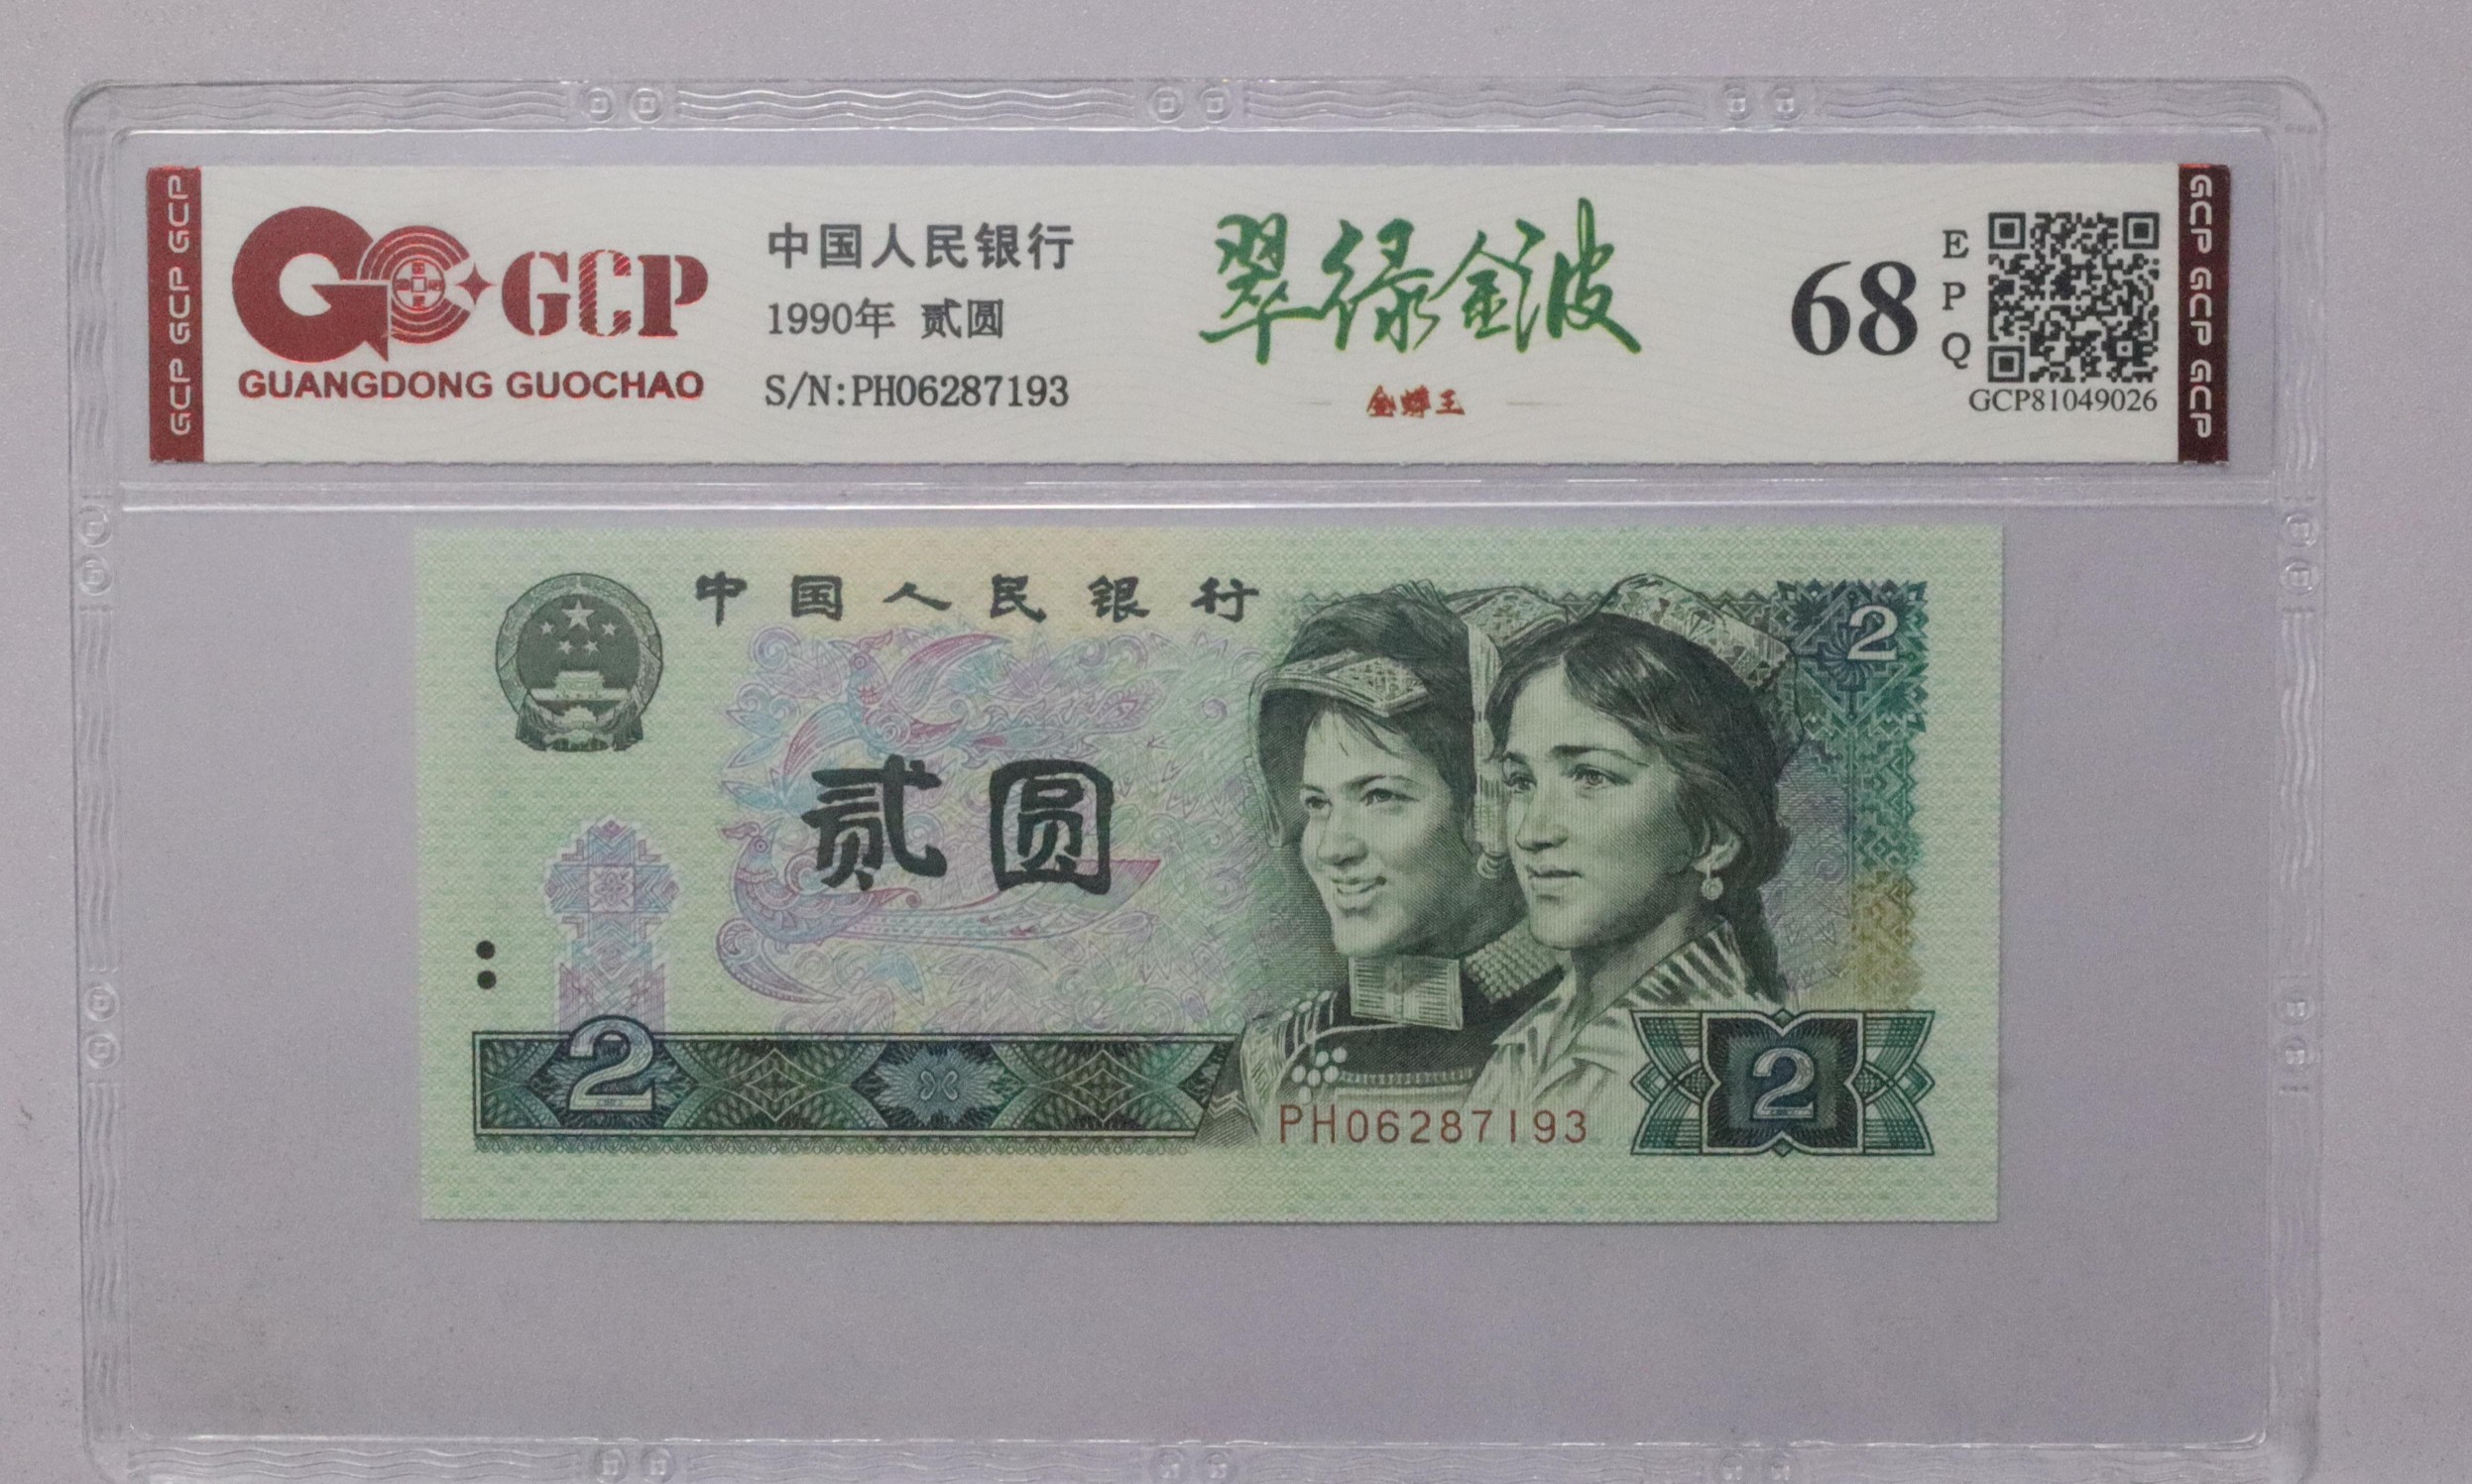 GCP GCP GCP
GCP
GUANGDONG GUOCHAO
中国人民银行
1990年 贰圆
S/N:PH06287193
翠绿金波
金蟒王
68
EPQ
GCP81049026
GCP GCP GCP
中国人民银行
2
贰圆
2
PH06287193
2